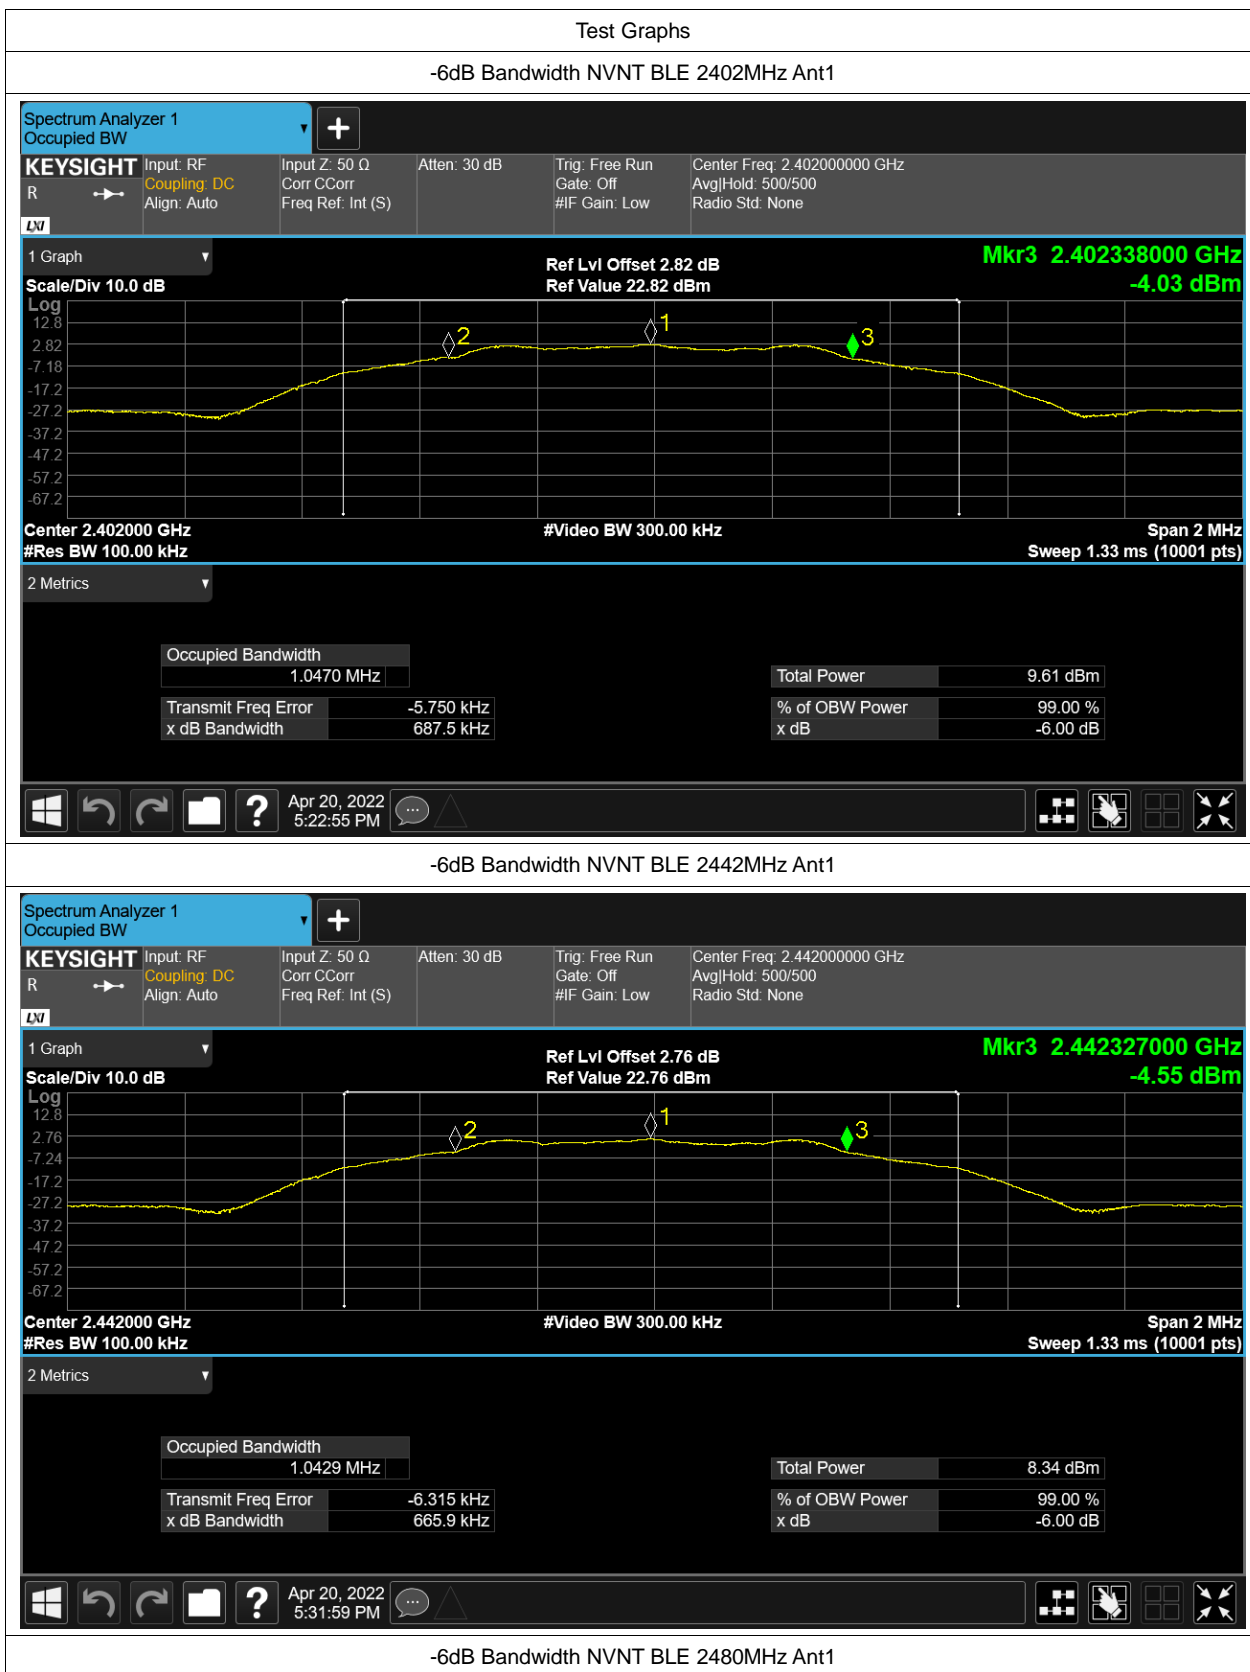 Test Graphs
-6dB Bandwidth NVNT BLE 2402MHz Ant1
Spectrum Analyzer 1
Occupied BW
KEYSIGHT
R
LXI
Input: RF
Coupling: DC
Align: Auto
Input Z: 50 Ω
Corr CCorr
Freq Ref: Int (S)
Atten: 30 dB
Trig: Free Run
Gate: Off
#IF Gain: Low
Center Freq: 2.402000000 GHz
Avg|Hold: 500/500
Radio Std: None
1 Graph
Scale/Div 10.0 dB
Ref Lvl Offset 2.82 dB
Ref Value 22.82 dBm
Mkr3 2.402338000 GHz
-4.03 dBm
Log
12.8
2.82
-7.18
-17.2
-27.2
-37.2
-47.2
-57.2
-67.2
2
1
3
Center 2.402000 GHz
#Res BW 100.00 kHz
#Video BW 300.00 kHz
Span 2 MHz
Sweep 1.33 ms (10001 pts)
2 Metrics
Occupied Bandwidth
1.0470 MHz
Total Power 9.61 dBm
Transmit Freq Error -5.750 kHz
% of OBW Power 99.00 %
x dB Bandwidth 687.5 kHz
x dB -6.00 dB
?
Apr 20, 2022
5:22:55 PM
-6dB Bandwidth NVNT BLE 2442MHz Ant1
Spectrum Analyzer 1
Occupied BW
KEYSIGHT
R
LXI
Input: RF
Coupling: DC
Align: Auto
Input Z: 50 Ω
Corr CCorr
Freq Ref: Int (S)
Atten: 30 dB
Trig: Free Run
Gate: Off
#IF Gain: Low
Center Freq: 2.442000000 GHz
Avg|Hold: 500/500
Radio Std: None
1 Graph
Scale/Div 10.0 dB
Ref Lvl Offset 2.76 dB
Ref Value 22.76 dBm
Mkr3 2.442327000 GHz
-4.55 dBm
Log
12.8
2.76
-7.24
-17.2
-27.2
-37.2
-47.2
-57.2
-67.2
2
1
3
Center 2.442000 GHz
#Res BW 100.00 kHz
#Video BW 300.00 kHz
Span 2 MHz
Sweep 1.33 ms (10001 pts)
2 Metrics
Occupied Bandwidth
1.0429 MHz
Total Power 8.34 dBm
Transmit Freq Error -6.315 kHz
% of OBW Power 99.00 %
x dB Bandwidth 665.9 kHz
x dB -6.00 dB
?
Apr 20, 2022
5:31:59 PM
-6dB Bandwidth NVNT BLE 2480MHz Ant1